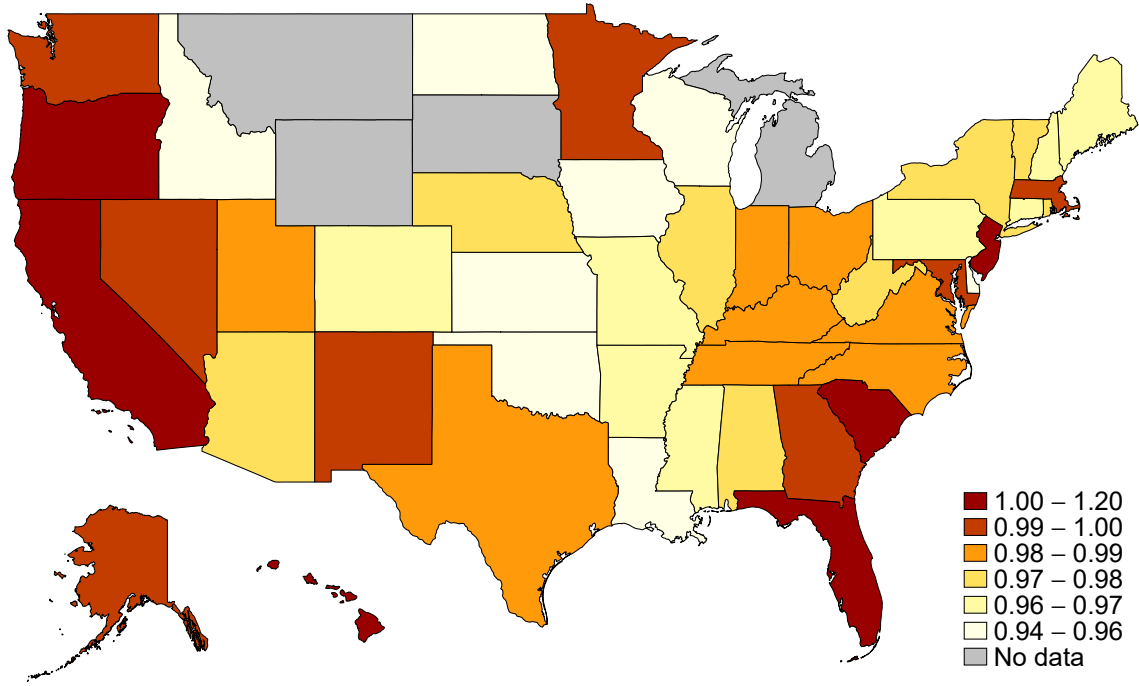 1.00 – 1.20
0.99 – 1.00
0.98 – 0.99
0.97 – 0.98
0.96 – 0.97
0.94 – 0.96
No data